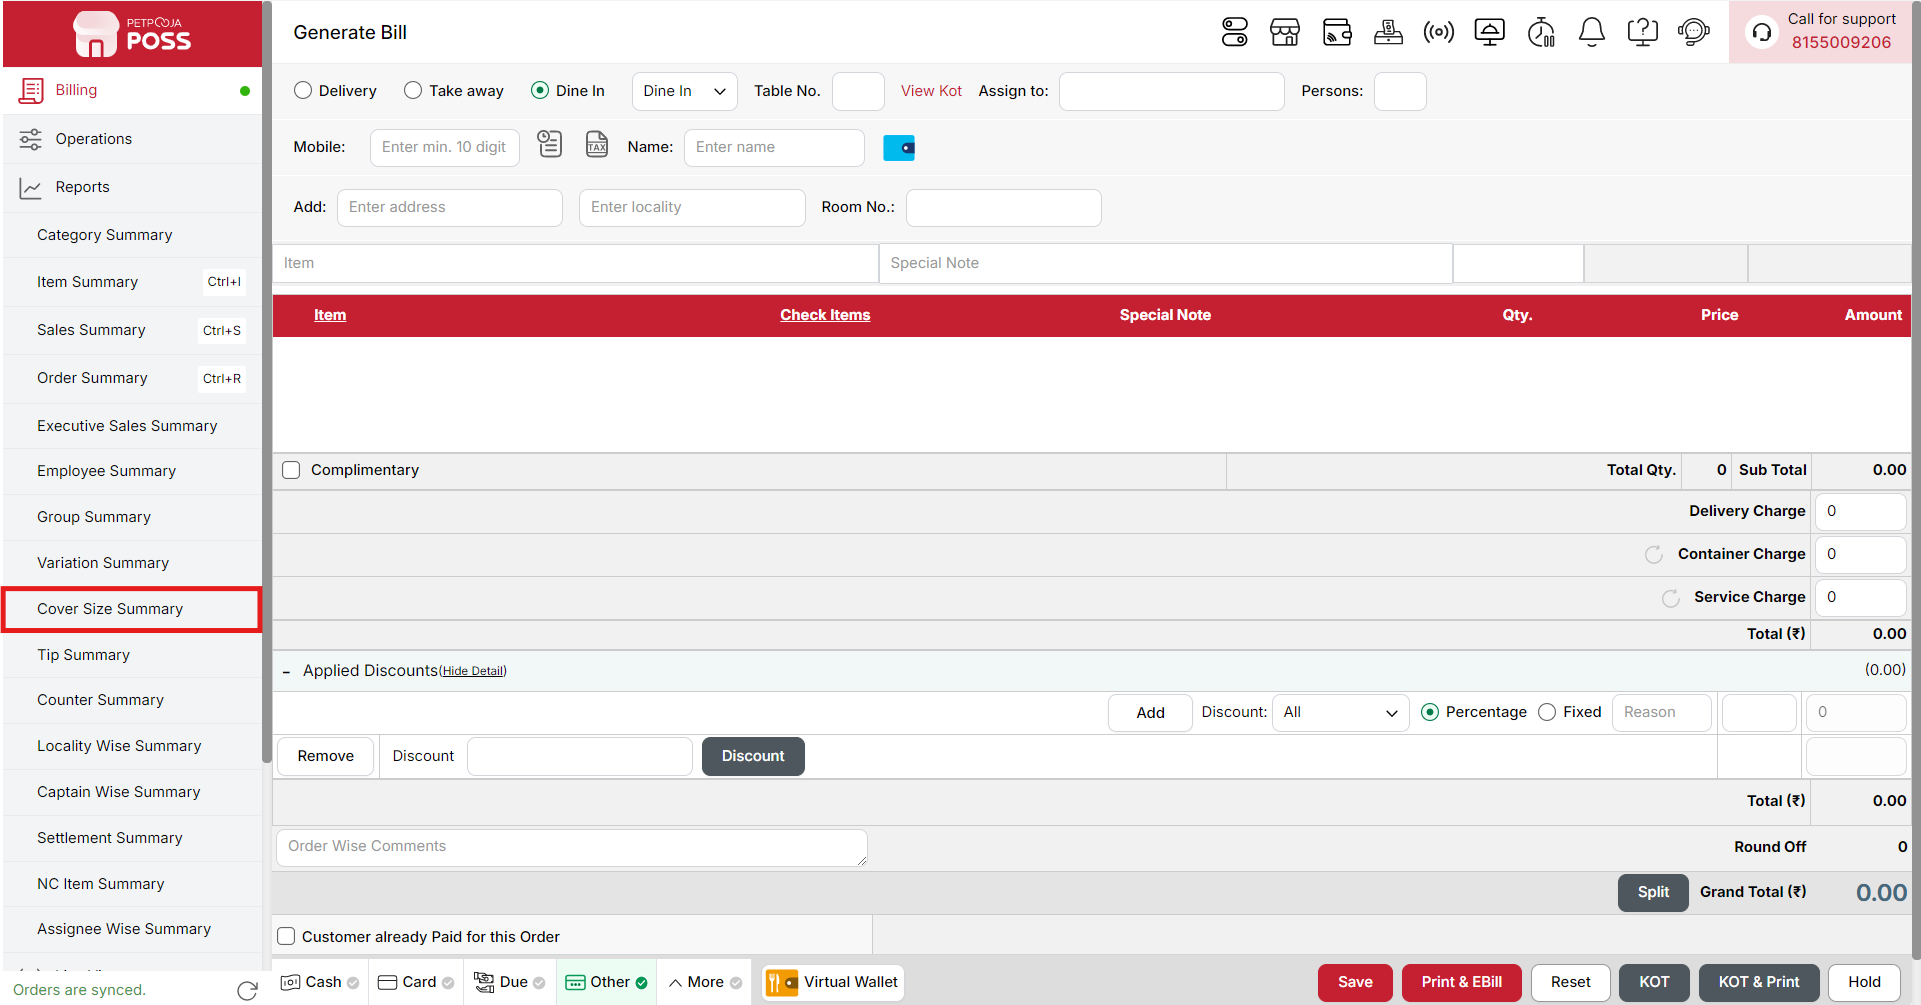 PETPOOJA
POSS
Generate Bill
Call for support
8155009206
Billing
Operations
Reports
Category Summary
Item Summary Ctrl+I
Sales Summary Ctrl+S
Order Summary Ctrl+R
Executive Sales Summary
Employee Summary
Group Summary
Variation Summary
Cover Size Summary
Tip Summary
Counter Summary
Locality Wise Summary
Captain Wise Summary
Settlement Summary
NC Item Summary
Assignee Wise Summary
Orders are synced.
Delivery Take away Dine In Dine In Table No. View Kot Assign to: Persons:
Mobile: Enter min. 10 digit TAX Name: Enter name
Add: Enter address Enter locality Room No.:
Item Special Note
Item Check Items Special Note Qty. Price Amount
Complimentary Total Qty. 0 Sub Total 0.00
Delivery Charge 0
Container Charge 0
Service Charge 0
Total (₹) 0.00
- Applied Discounts(Hide Detail) (0.00)
Add Discount: All Percentage Fixed Reason 0
Remove Discount Discount
Total (₹) 0.00
Order Wise Comments Round Off 0
Split Grand Total (₹) 0.00
Customer already Paid for this Order
Cash Card Due Other More Virtual Wallet Save Print & EBill Reset KOT KOT & Print Hold